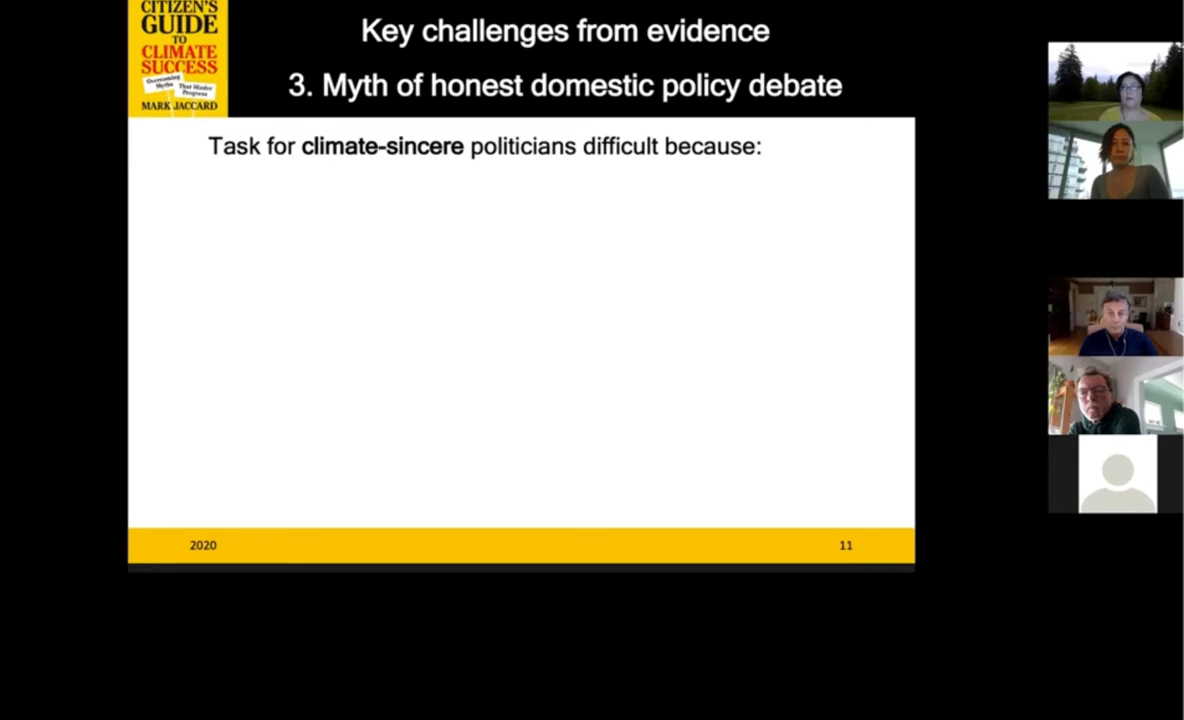 CITIZEN'S
GUIDE
TO
CLIMATE
SUCCESS
Overcoming
Myths
That Hinder
Progress
MARK JACCARD
Key challenges from evidence
3. Myth of honest domestic policy debate
Task for climate-sincere politicians difficult because:
2020
11